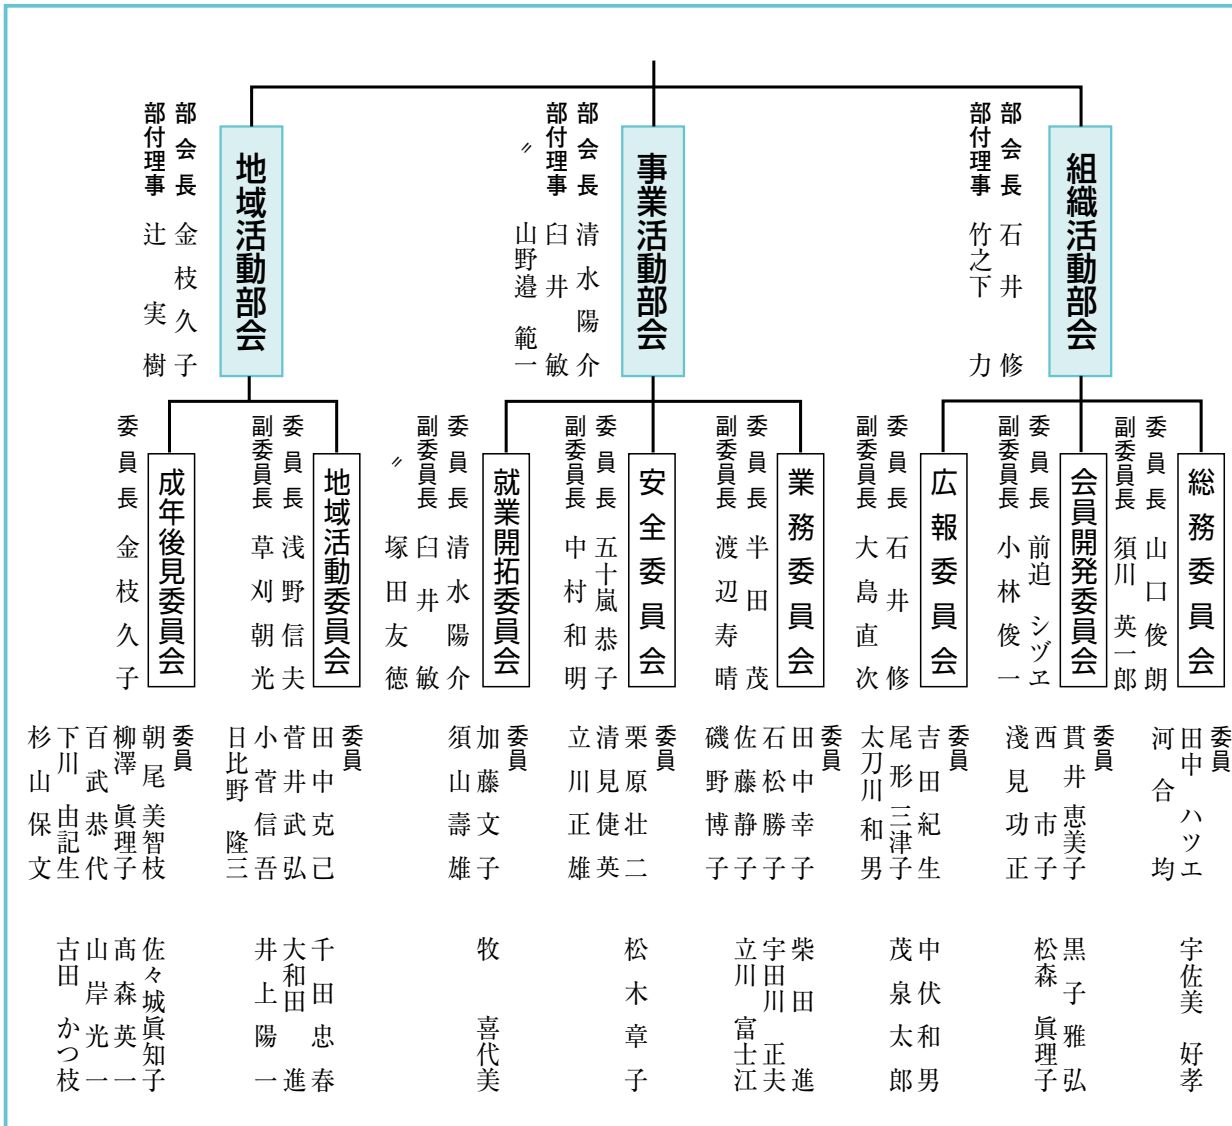 組織活動部会
部会長 石井 修
部付理事 竹之下 力
事業活動部会
部会長 清水陽介
部付理事 臼井 敏
〃 山野邉 範一
地域活動部会
部会長 金枝久子
部付理事 辻 実樹
総務委員会
委員長 山口俊朗
副委員長 須川 英一郎
委員
田中 ハツエ 宇佐美 好孝
河合 均
会員開発委員会
委員長 前迫 シヅヱ
副委員長 小林俊一
委員
貫井恵美子 黒子雅弘
西市子 松森 眞理子
淺見功正
広報委員会
委員長 石井 修
副委員長 大島直次
委員
吉田紀生 中伏和男
尾形三津子 茂泉太郎
太刀川和男
業務委員会
委員長 半田 茂
副委員長 渡辺寿晴
委員
田中幸子 柴田 進
石松勝子 宇田川 正夫
佐藤静子 立川 富士江
磯野博子
安全委員会
委員長 五十嵐恭子
副委員長 中村和明
委員
栗原壮二 松木章子
清見倢英
立川正雄
就業開拓委員会
委員長 清水陽介
副委員長 臼井 敏
〃 塚田友徳
委員
加藤文子 牧 喜代美
須山壽雄
地域活動委員会
委員長 浅野信夫
副委員長 草刈朝光
委員
田中克己 千田忠春
菅井武弘 大和田 進
小菅信吾 井上陽一
日比野 隆三
成年後見委員会
委員長 金枝久子
委員
朝尾美智枝 佐々城眞知子
柳澤 眞理子 髙森英一
百武恭代 山岸光一
下川 由記生 古田 かつ枝
杉山保文